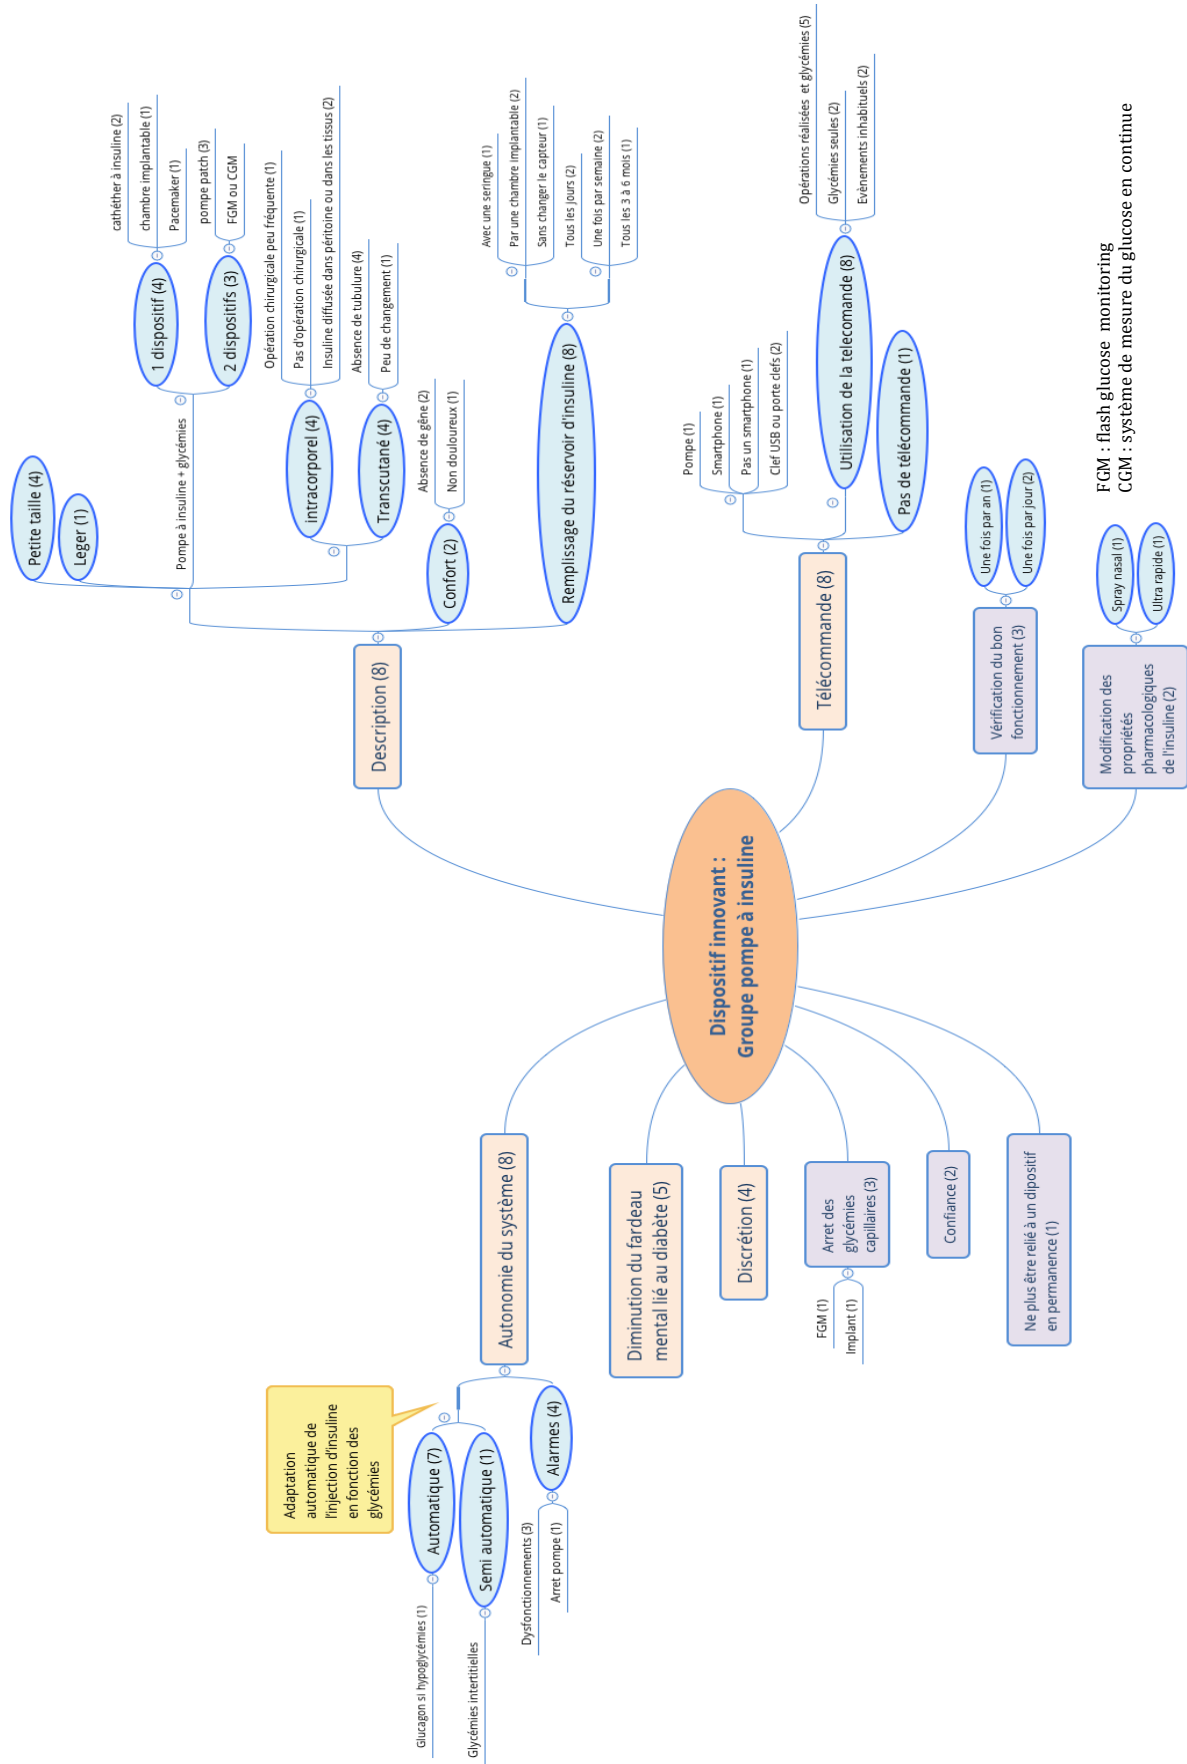 Dispositif innovant :
Groupe pompe à insuline
Description (8)
Petite taille (4)
Leger (1)
Pompe à insuline + glycémies
1 dispositif (4)
cathéther à insuline (2)
chambre implantable (1)
Pacemaker (1)
2 dispositifs (3)
pompe patch (3)
FGM ou CGM
intracorporel (4)
Opération chirurgicale peu fréquente (1)
Pas d'opération chirurgicale (1)
Insuline diffusée dans péritoine ou dans les tissus (2)
Transcutané (4)
Absence de tubulure (4)
Peu de changement (1)
Confort (2)
Absence de gêne (2)
Non douloureux (1)
Remplissage du réservoir d'insuline (8)
Avec une seringue (1)
Par une chambre implantable (2)
Sans changer le capteur (1)
Tous les jours (2)
Une fois par semaine (2)
Tous les 3 à 6 mois (1)
Télécommande (8)
Pompe (1)
Smartphone (1)
Pas un smartphone (1)
Clef USB ou porte clefs (2)
Utilisation de la telecomande (8)
Opérations réalisées et glycémies (5)
Glycémies seules (2)
Evènements inhabituels (2)
Pas de télécommande (1)
Vérification du bon
fonctionnement (3)
Une fois par an (1)
Une fois par jour (2)
Modification des
propriétés
pharmacologiques
de l'insuline (2)
Spray nasal (1)
Ultra rapide (1)
FGM : flash glucose monitoring
CGM : système de mesure du glucose en continue
Autonomie du système (8)
Adaptation
automatique de
l'injection d'insuline
en fonction des
glycémies
Automatique (7)
Glucagon si hypoglycémies (1)
Semi automatique (1)
Glycémies intertitielles
Alarmes (4)
Dysfonctionnements (3)
Arret pompe (1)
Diminution du fardeau
mental lié au diabète (5)
Discrétion (4)
Arret des
glycémies
capillaires (3)
FGM (1)
Implant (1)
Confiance (2)
Ne plus être relié à un dipositif
en permanence (1)